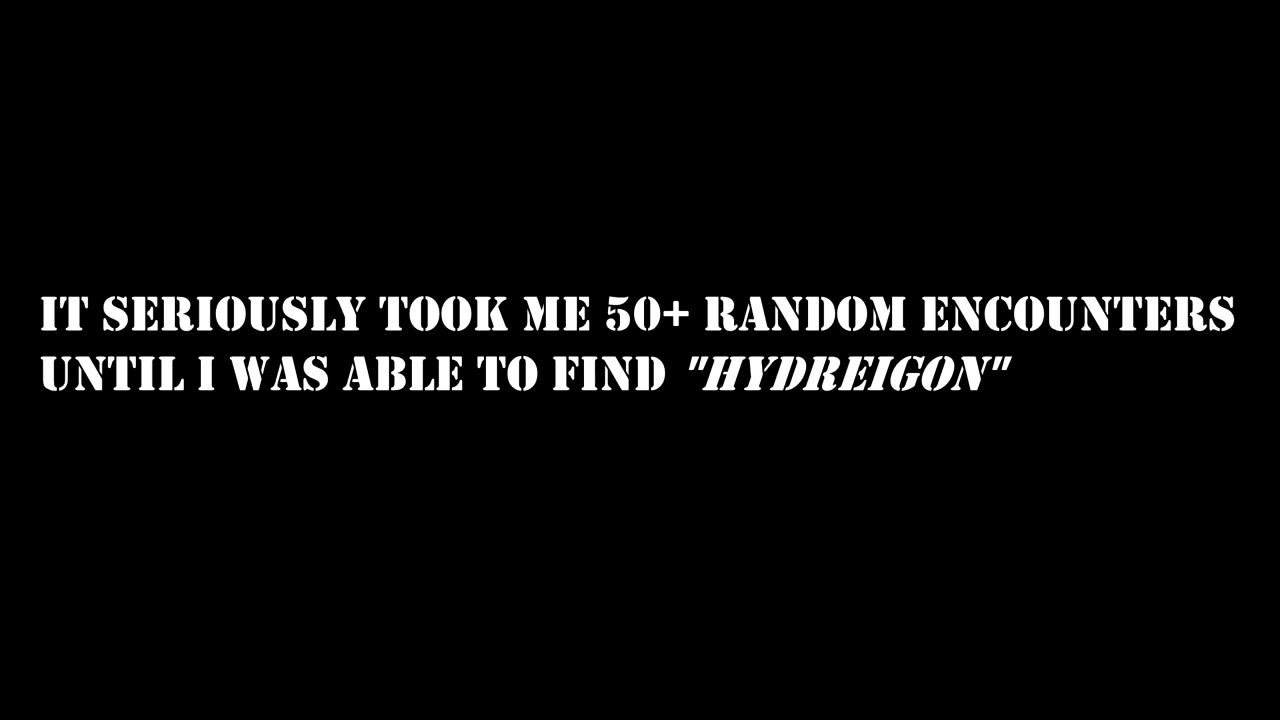 IT SERIOUSLY TOOK ME 50+ RANDOM ENCOUNTERS
UNTIL I WAS ABLE TO FIND "HYDREIGON"